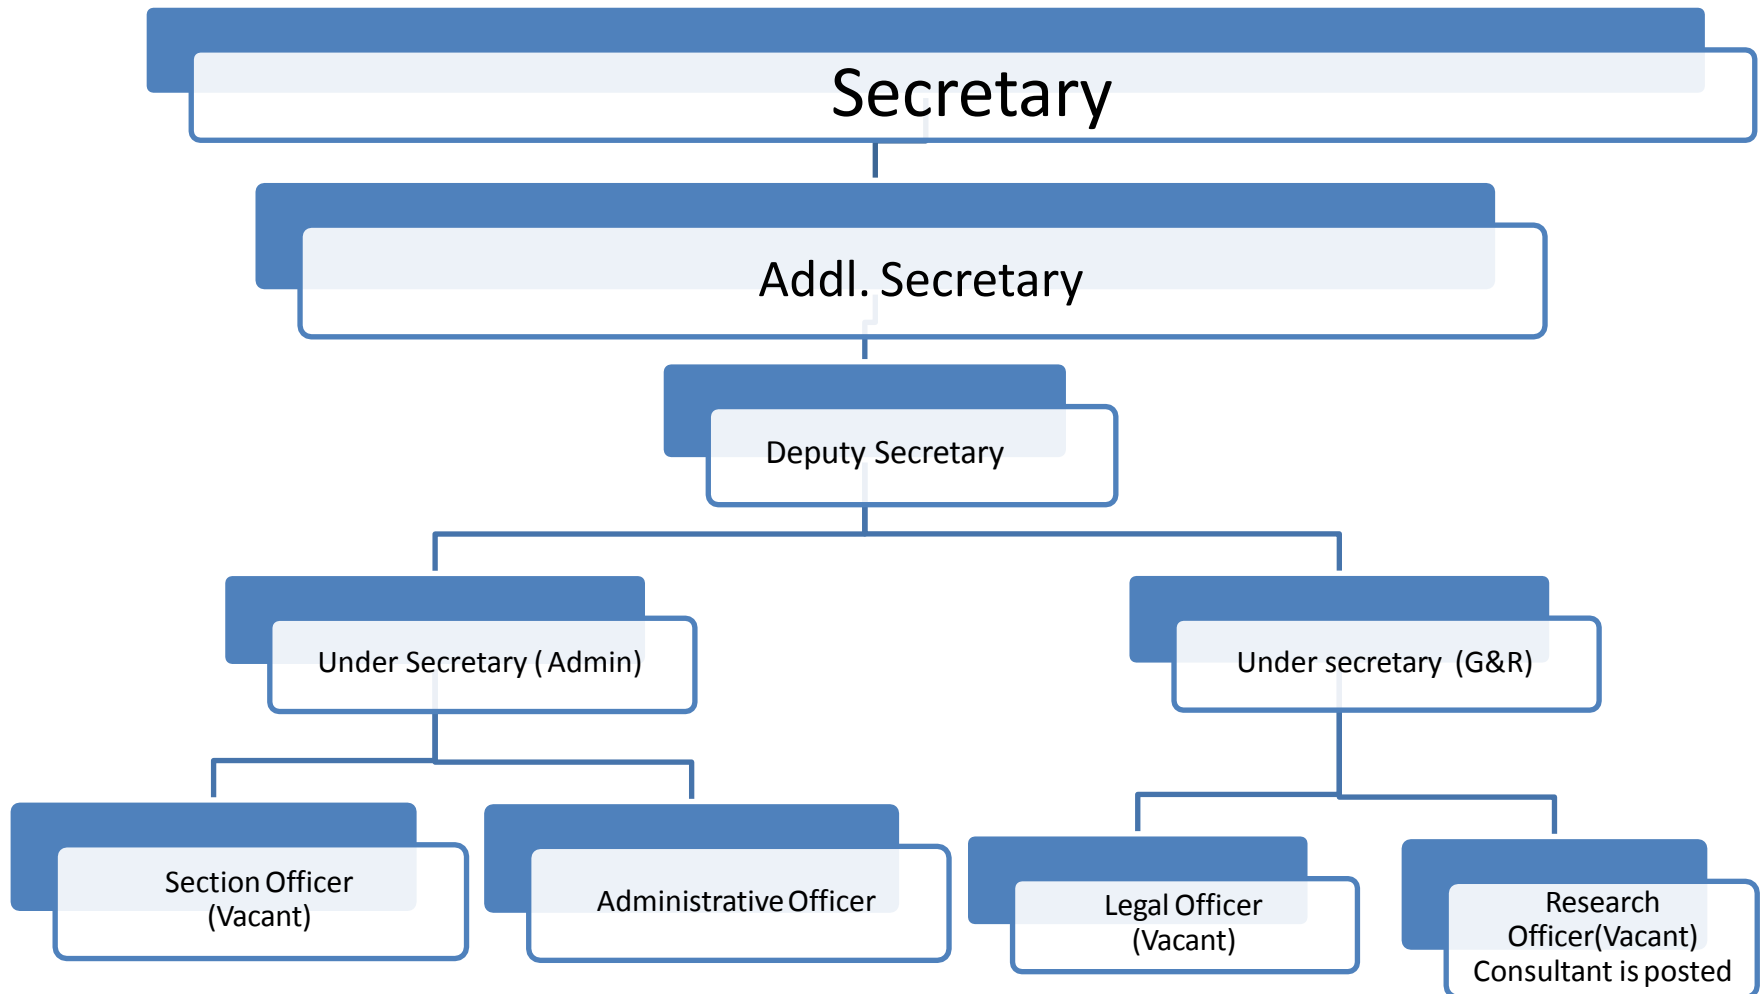 Secretary
Addl. Secretary
Deputy Secretary
Under Secretary ( Admin)
Under secretary (G&R)
Section Officer
(Vacant)
Administrative Officer
Legal Officer
(Vacant)
Research
Officer(Vacant)
Consultant is posted